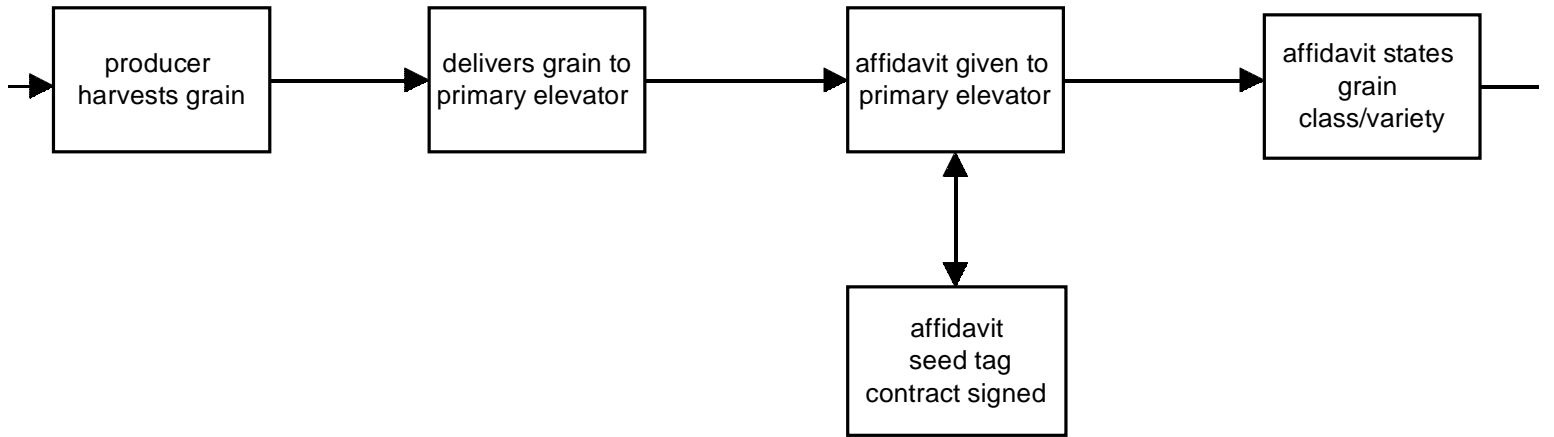 producer
harvests grain
delivers grain to
primary elevator
affidavit given to
primary elevator
affidavit states
grain
class/variety
affidavit
seed tag
contract signed